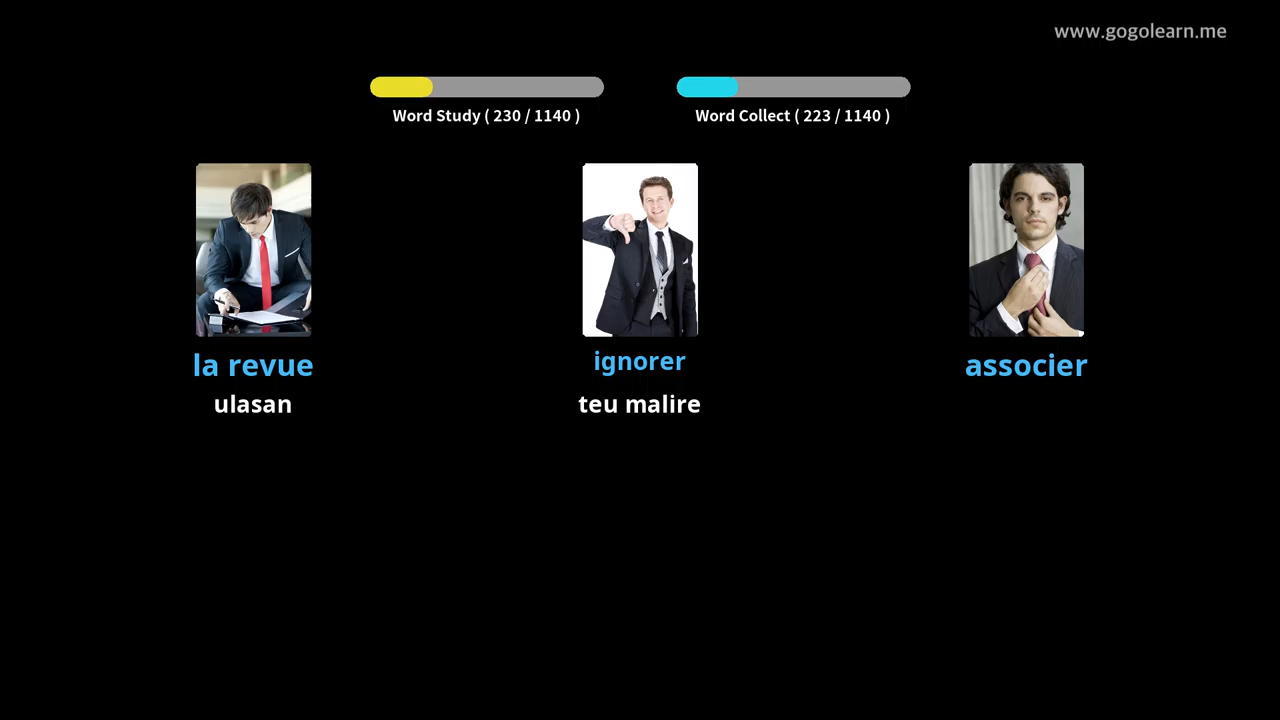 www.gogolearn.me
Word Study ( 230 / 1140 )
Word Collect ( 223 / 1140 )
la revue
ignorer
associer
ulasan
teu malire